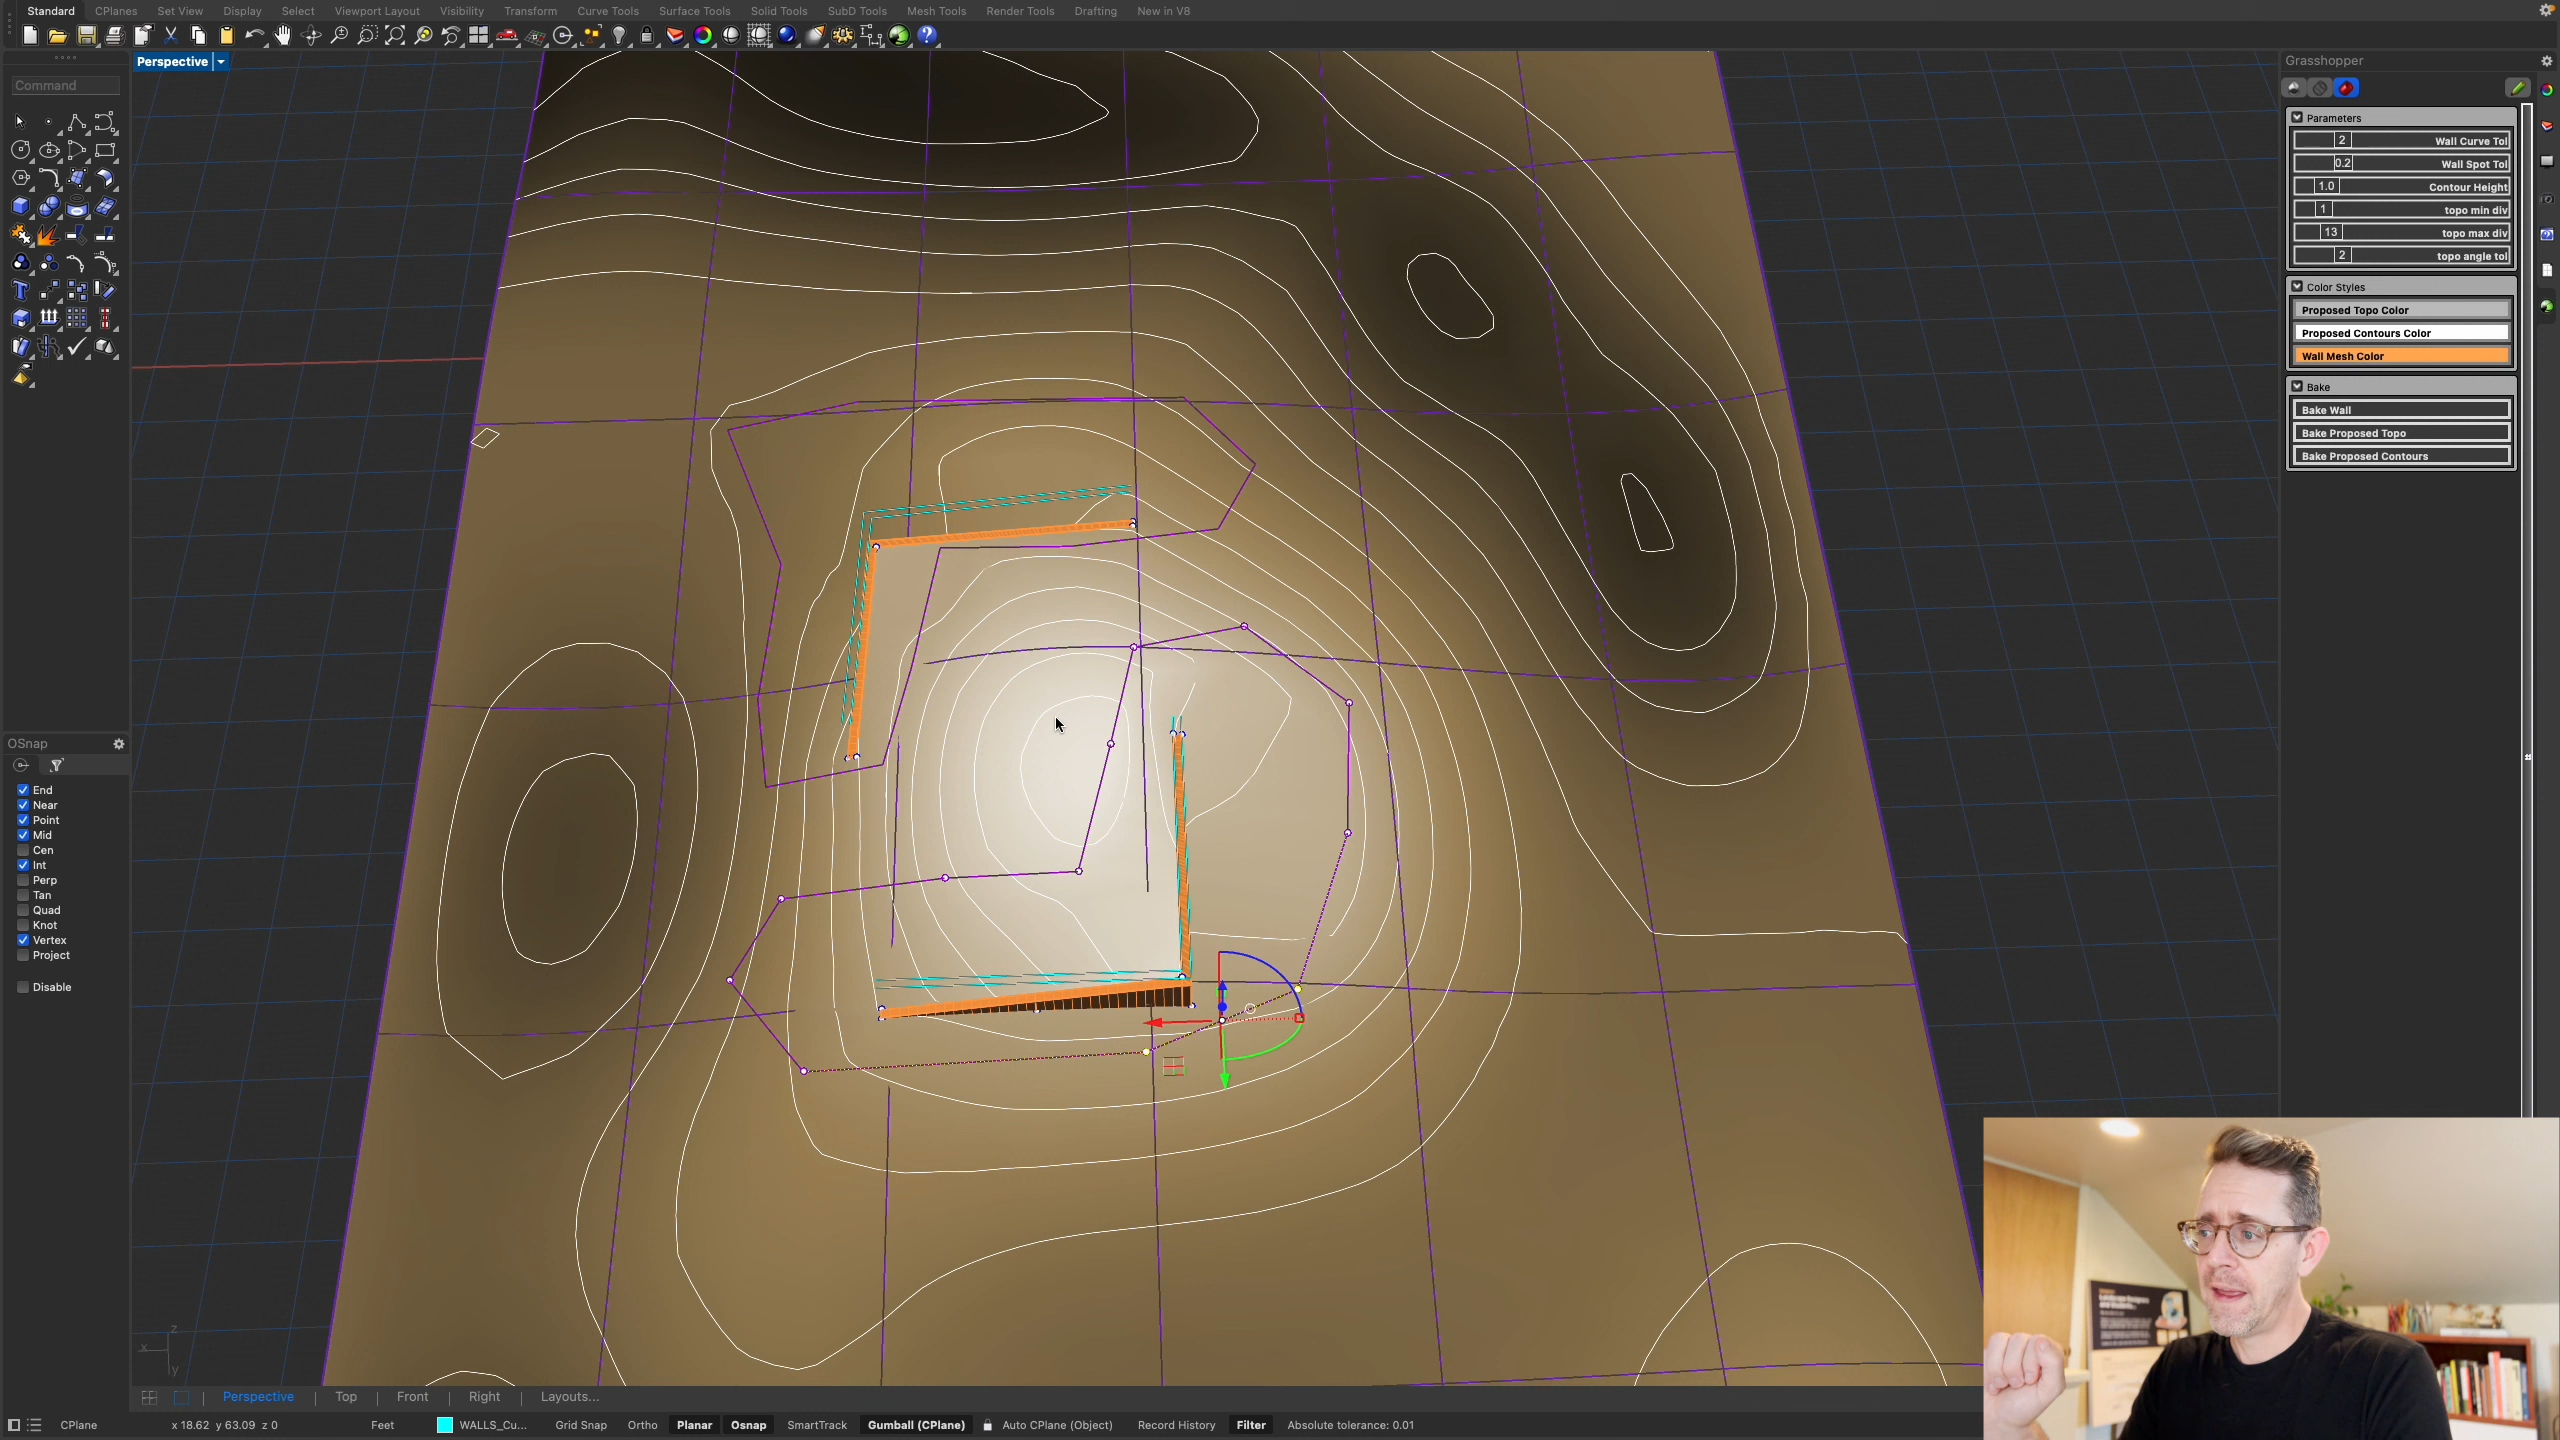 Standard CPlanes Set View Display Select Viewport Layout Visibility Transform Curve Tools Surface Tools Solid Tools SubD Tools Mesh Tools Render Tools Drafting New in V8
Perspective
Command
OSnap
End
Near
Point
Mid
Cen
Int
Perp
Tan
Quad
Knot
Vertex
Project
Disable
z
x
y
Grasshopper
Parameters
2 Wall Curve Tol
0.2 Wall Spot Tol
1.0 Contour Height
1 topo min div
13 topo max div
2 topo angle tol
Color Styles
Proposed Topo Color
Proposed Contours Color
Wall Mesh Color
Bake
Bake Wall
Bake Proposed Topo
Bake Proposed Contours
Perspective Top Front Right Layouts...
CPlane x 18.62 y 63.09 z 0 Feet WALLS_Cu... Grid Snap Ortho Planar Osnap SmartTrack Gumball (CPlane) Auto CPlane (Object) Record History Filter Absolute tolerance: 0.01